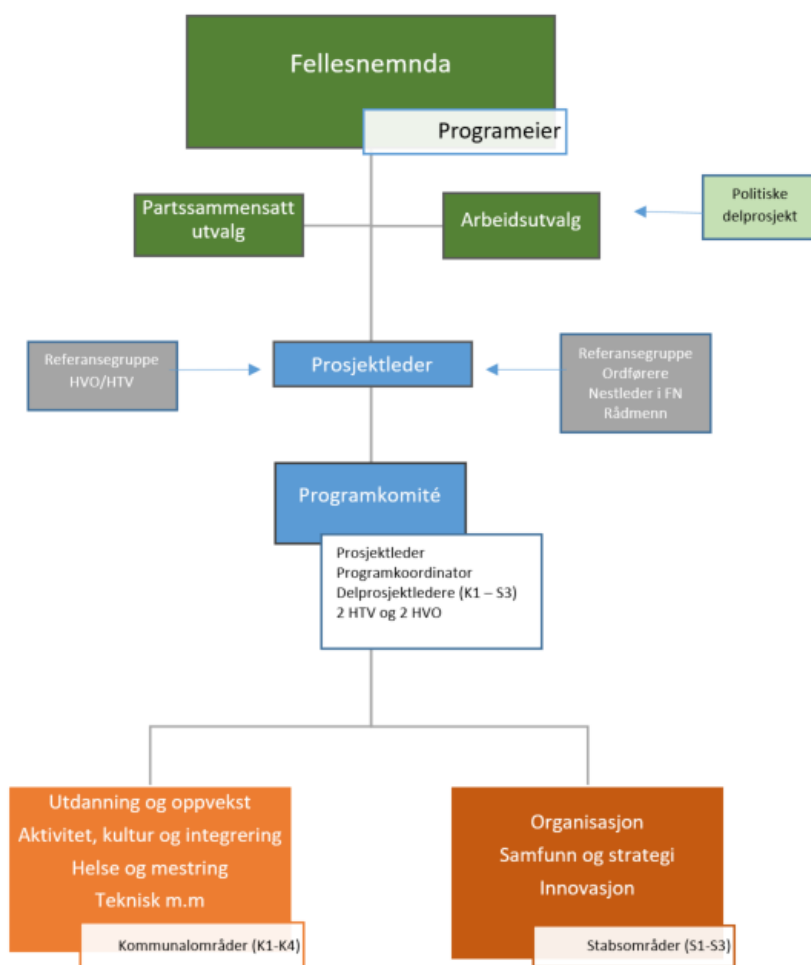 Fellesnemnda
Programeier
Partssammensatt
utvalg
Arbeidsutvalg
Politiske
delprosjekt
Referansegruppe
HVO/HTV
Prosjektleder
Referansegruppe
Ordførere
Nestleder i FN
Rådmenn
Programkomité
Prosjektleder
Programkoordinator
Delprosjektledere (K1 – S3)
2 HTV og 2 HVO
Utdanning og oppvekst
Aktivitet, kultur og integrering
Helse og mestring
Teknisk m.m
Kommunalområder (K1-K4)
Organisasjon
Samfunn og strategi
Innovasjon
Stabsområder (S1-S3)